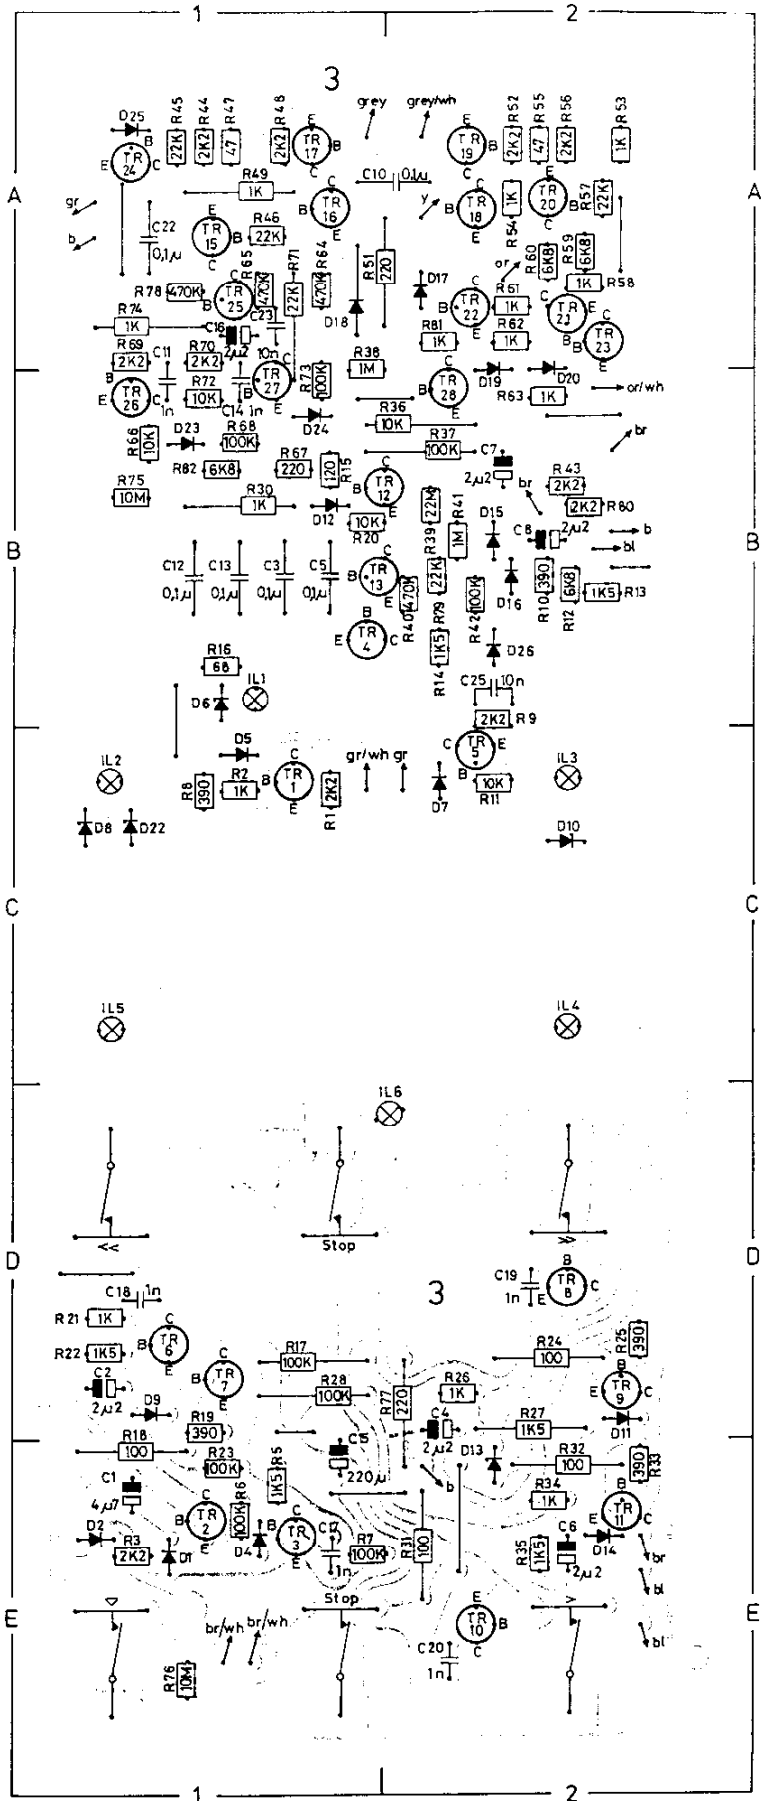 1 2
3
grey grey/wh
D25 R45 R44 R47 R48 R52 R55 R56 R53
22K 2K2 47 2K2 2K2 47 2K2 1K
B E TR 24 C
E TR 17 B C
E TR 19 B C
A A
R49 1K
C10 0,1µ
y
gr
b
C22 0,1µ
E TR 15 B C
R46 22K
B C TR 16 E
B C TR 18 E
R54 1K
C TR 20 B E
R57 22K
R65 470K
R71 22K
R64 470K
R51 220
D17
or
R60 6K8
R59 6K8
R58 1K
R78 470K
B C TR 25 E
C23 10n
D18
B C TR 22 E
R61 1K
C TR 21 E B
R74 1K
C16 2µ2
R81 1K
R62 1K
C TR 23 B E
R69 2K2
C11 1n
R70 2K2
C TR 27 B E
R73 100K
R38 1M
C TR 28 B E
D19 D20
B TR 26 E C
R72 10K
C14 1n
D24
R63 1K
or/wh
R36 10K
br
R66 10K
D23
R68 100K
R37 100K
C7 2µ2
R82 6K8
R67 220
R15 120
R43 2K2
R75 10M
R30 1K
D12
C TR 12 B E
R39 22M
R41 1M
br
R80 2K2
R20 10K
D15
C8 2µ2
b
bl
B B
C12 0,1µ
C13 0,1µ
C3 0,1µ
C5 0,1µ
C TR 13 B E
R40 470K
R79 22K
R42 100K
D16
R10 390
R12 6K8
R13 1K5
B TR 4 E C
R14 1K5
D26
R16 68
IL1
D6
C25 10n
R9 2K2
D5
gr/wh gr
C TR 5 E B
IL2
R8 390
R2 1K
C TR 1 B E
R1 2K2
D7
R11 10K
IL3
D8 D22
D10
C C
IL5 IL4
IL6
<< Stop >>
D D
3
C18 1n
C19 1n
B TR 8 E C
R21 1K
C TR 6 B E
R22 1K5
R17 100K
R24 100
R25 390
C2 2µ2
C TR 7 B E
R28 100K
R77 220
R26 1K
B TR 9 E C
D9
R19 390
C4 2µ2
R27 1K5
D11
R18 100
R23 100K
R5 1K5
C15 220µ
D13
R32 100
R33 390
C1 4µ7
b
R34 1K
C TR 2 B E
R6 100K
C TR 3 B E
B TR 11 E C
D2
R3 2K2
D1
D4
C17 1n
R7 100K
R31 100
R35 1K5
C6 2µ2
D14
br
bl
Stop >
E E
br/wh br/wh
E TR 10 B C
bl
R76 10M
C20 1n
1 2